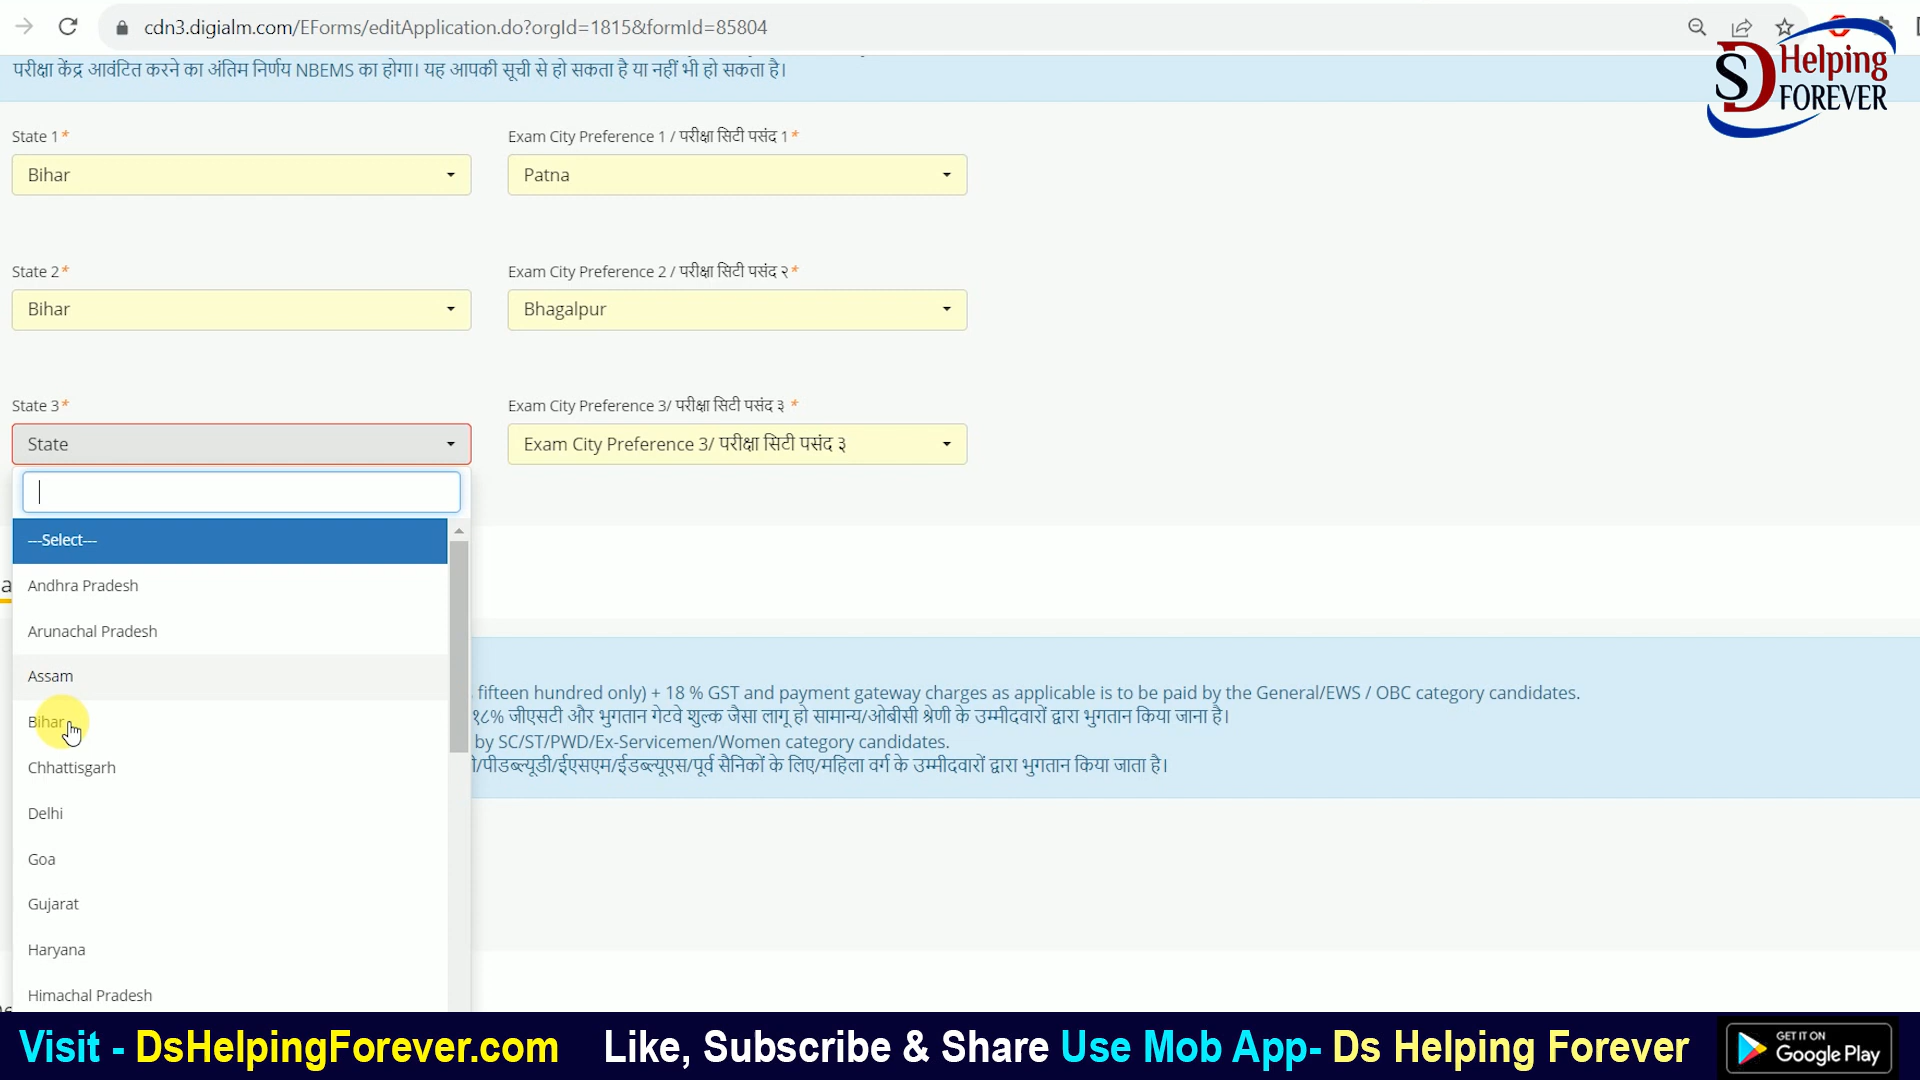 cdn3.digialm.com/EForms/editApplication.do?orgId=1815&formId=85804
SD Helping
FOREVER
परीक्षा केंद्र आवंटित करने का अंतिम निर्णय NBEMS का होगा। यह आपकी सूची से हो सकता है या नहीं भी हो सकता है।
State 1* Exam City Preference 1 / परीक्षा सिटी पसंद 1*
Bihar Patna
State 2* Exam City Preference 2 / परीक्षा सिटी पसंद २*
Bihar Bhagalpur
State 3* Exam City Preference 3/ परीक्षा सिटी पसंद ३ *
State Exam City Preference 3/ परीक्षा सिटी पसंद ३
---Select---
Andhra Pradesh
Arunachal Pradesh
Assam
fifteen hundred only) + 18 % GST and payment gateway charges as applicable is to be paid by the General/EWS / OBC category candidates.
Bihar १८% जीएसटी और भुगतान गेटवे शुल्क जैसा लागू हो सामान्य/ओबीसी श्रेणी के उम्मीदवारों द्वारा भुगतान किया जाना है।
by SC/ST/PWD/Ex-Servicemen/Women category candidates.
Chhattisgarh /पीडब्ल्यूडी/ईएसएम/ईडब्ल्यूएस/पूर्व सैनिकों के लिए/महिला वर्ग के उम्मीदवारों द्वारा भुगतान किया जाता है।
Delhi
Goa
Gujarat
Haryana
Himachal Pradesh
Visit - DsHelpingForever.com Like, Subscribe & Share Use Mob App- Ds Helping Forever
GET IT ON
Google Play